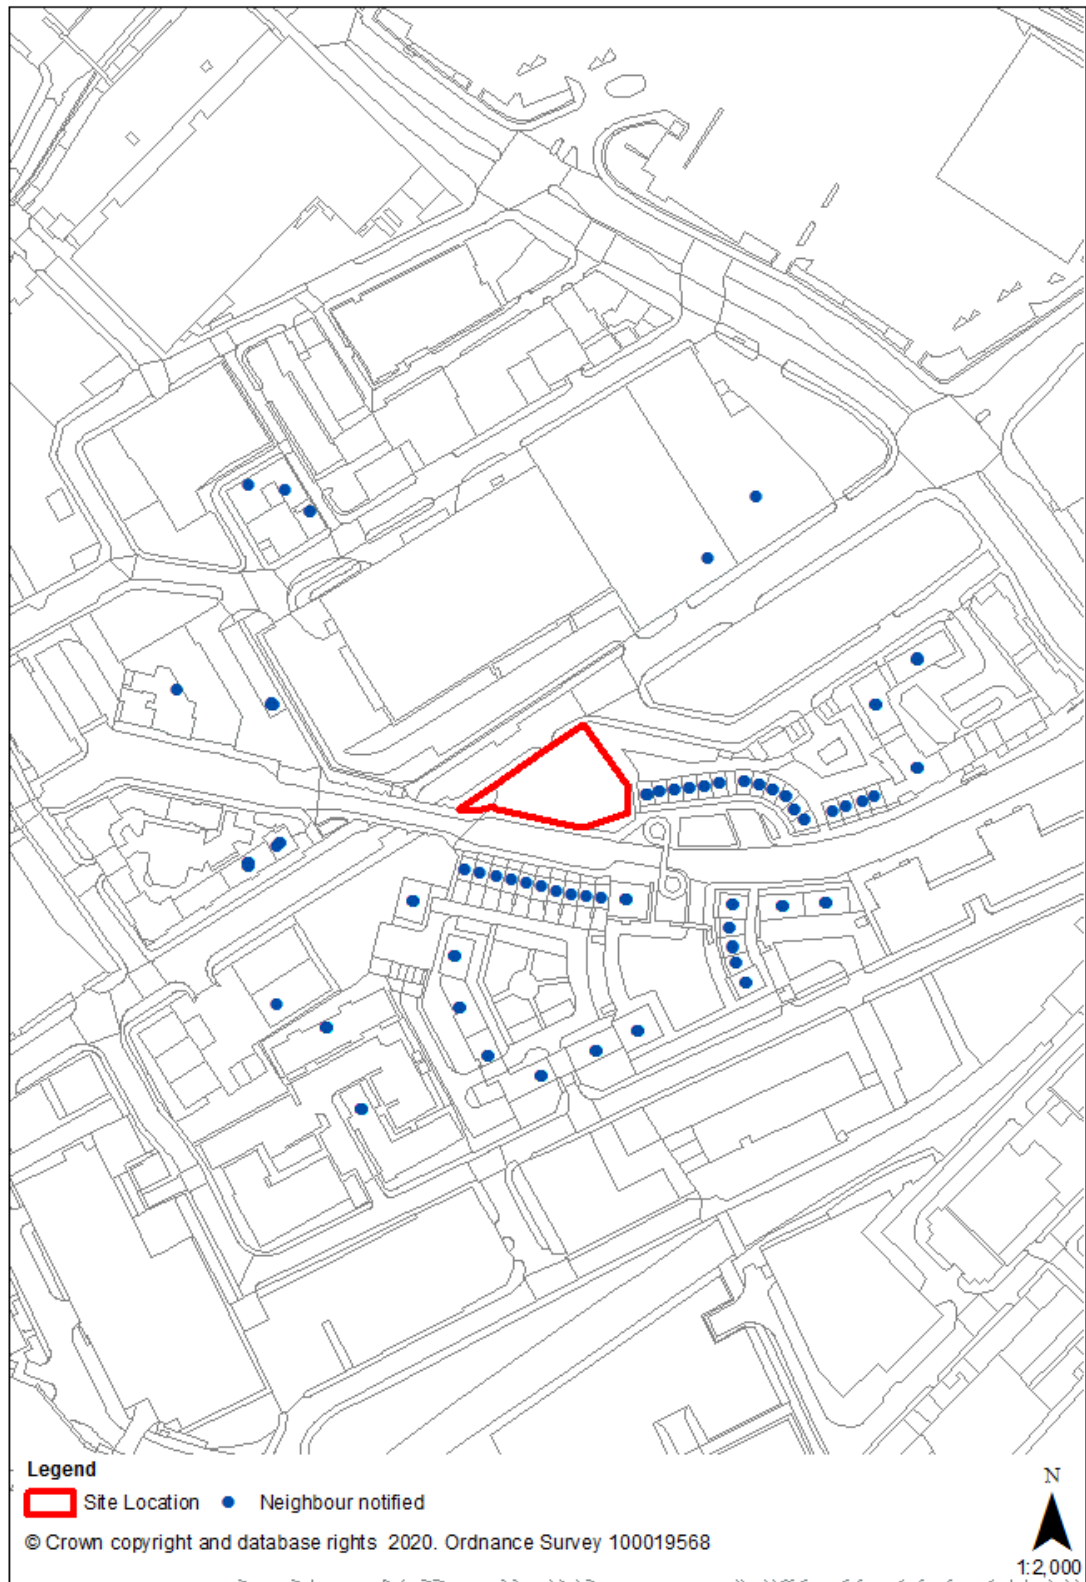 Legend
Site Location
Neighbour notified
© Crown copyright and database rights 2020. Ordnance Survey 100019568
N
1:2,000